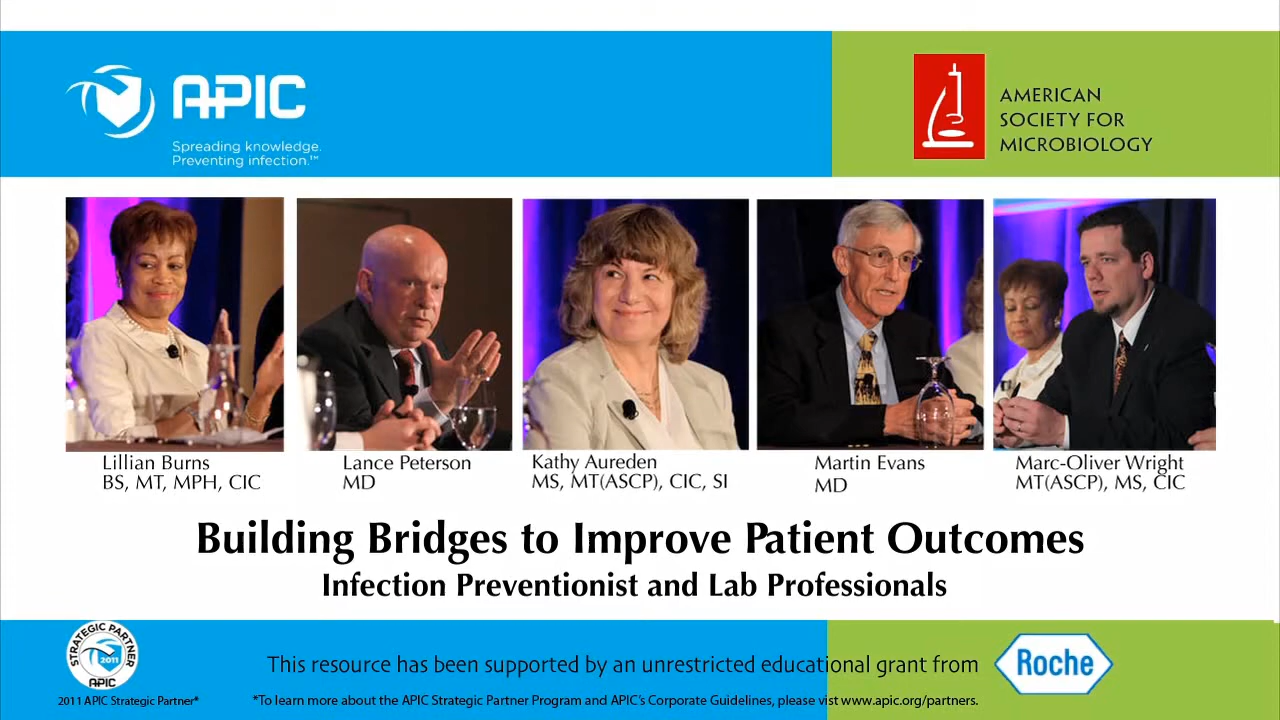 APIC
Spreading knowledge.
Preventing infection.™
AMERICAN
SOCIETY FOR
MICROBIOLOGY
Lillian Burns
BS, MT, MPH, CIC
Lance Peterson
MD
Kathy Aureden
MS, MT(ASCP), CIC, SI
Martin Evans
MD
Marc-Oliver Wright
MT(ASCP), MS, CIC
Building Bridges to Improve Patient Outcomes
Infection Preventionist and Lab Professionals
STRATEGIC PARTNER
2011
APIC
2011 APIC Strategic Partner*
This resource has been supported by an unrestricted educational grant from
Roche
*To learn more about the APIC Strategic Partner Program and APIC's Corporate Guidelines, please visit www.apic.org/partners.